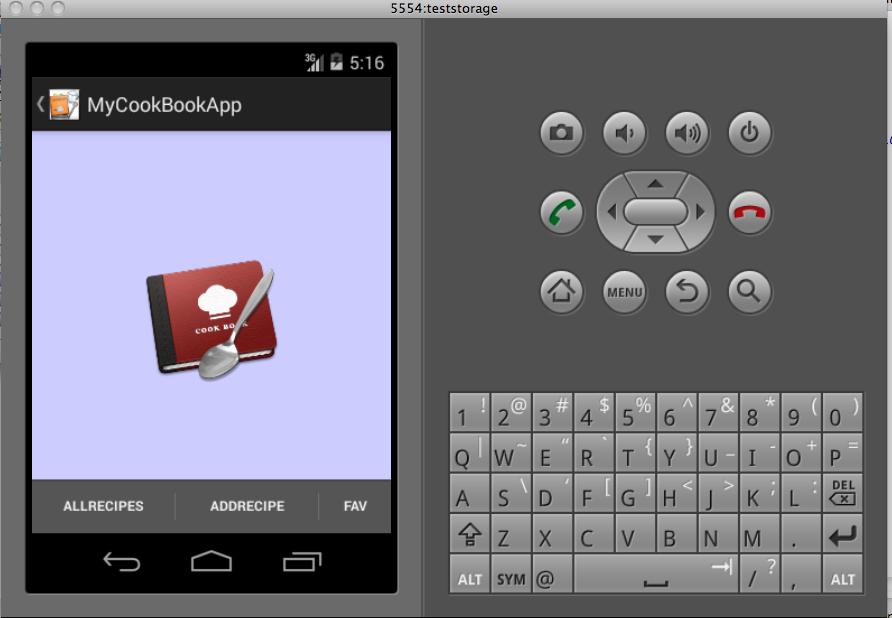 5554:teststorage
3G 5:16
MyCookBookApp
COOK BOOK
ALLRECIPES ADDRECIPE FAV
MENU
1 ! 2 @ 3 # 4 $ 5 % 6 ^ 7 & 8 * 9 ( 0 )
Q | W ~ E “ R ` T { Y } U _ I - O + P =
A S \ D ‘ F [ G ] H < J > K ; L : DEL
Z X C V B N M .
ALT SYM @ / ? , ALT